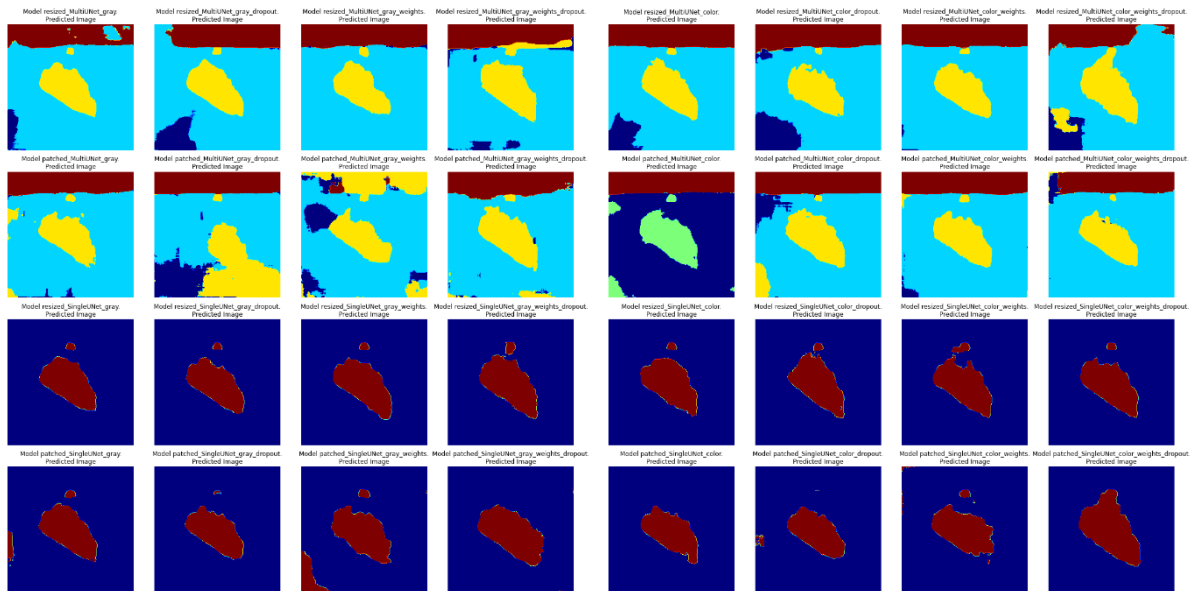 Model resized_MultiUNet_gray.
Predicted Image
Model resized_MultiUNet_gray_dropout.
Predicted Image
Model resized_MultiUNet_gray_weights.
Predicted Image
Model resized_MultiUNet_gray_weights_dropout.
Predicted Image
Model resized_MultiUNet_color.
Predicted Image
Model resized_MultiUNet_color_dropout.
Predicted Image
Model resized_MultiUNet_color_weights.
Predicted Image
Model resized_MultiUNet_color_weights_dropout.
Predicted Image
Model patched_MultiUNet_gray.
Predicted Image
Model patched_MultiUNet_gray_dropout.
Predicted Image
Model patched_MultiUNet_gray_weights.
Predicted Image
Model patched_MultiUNet_gray_weights_dropout.
Predicted Image
Model patched_MultiUNet_color.
Predicted Image
Model patched_MultiUNet_color_dropout.
Predicted Image
Model patched_MultiUNet_color_weights.
Predicted Image
Model patched_MultiUNet_color_weights_dropout.
Predicted Image
Model resized_SingleUNet_gray.
Predicted Image
Model resized_SingleUNet_gray_dropout.
Predicted Image
Model resized_SingleUNet_gray_weights.
Predicted Image
Model resized_SingleUNet_gray_weights_dropout.
Predicted Image
Model resized_SingleUNet_color.
Predicted Image
Model resized_SingleUNet_color_dropout.
Predicted Image
Model resized_SingleUNet_color_weights.
Predicted Image
Model resized_SingleUNet_color_weights_dropout.
Predicted Image
Model patched_SingleUNet_gray.
Predicted Image
Model patched_SingleUNet_gray_dropout.
Predicted Image
Model patched_SingleUNet_gray_weights.
Predicted Image
Model patched_SingleUNet_gray_weights_dropout.
Predicted Image
Model patched_SingleUNet_color.
Predicted Image
Model patched_SingleUNet_color_dropout.
Predicted Image
Model patched_SingleUNet_color_weights.
Predicted Image
Model patched_SingleUNet_color_weights_dropout.
Predicted Image